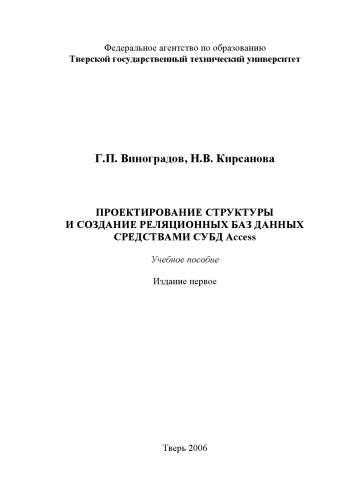 Федеральное агентство по образованию
Тверской государственный технический университет
Г.П. Виноградов, Н.В. Кирсанова
ПРОЕКТИРОВАНИЕ СТРУКТУРЫ
И СОЗДАНИЕ РЕЛЯЦИОННЫХ БАЗ ДАННЫХ
СРЕДСТВАМИ СУБД Access
Учебное пособие
Издание первое
Тверь 2006